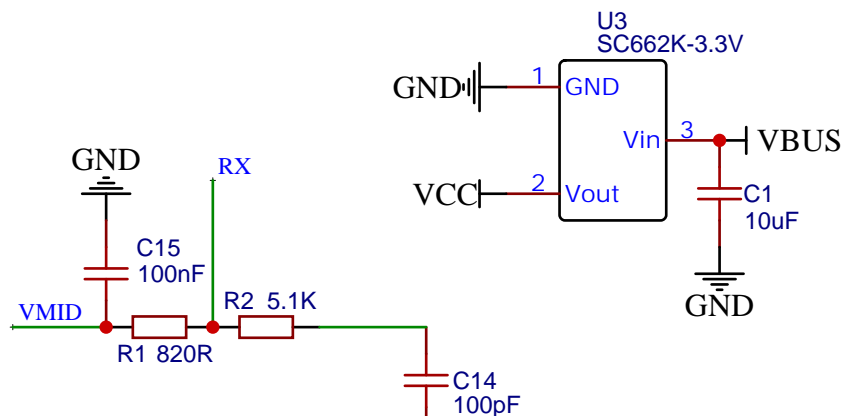 U3
SC662K-3.3V
GND
1
GND
Vin
3
VBUS
VCC
2
Vout
C1
10uF
GND
GND
RX
C15
100nF
VMID
R2 5.1K
R1 820R
C14
100pF